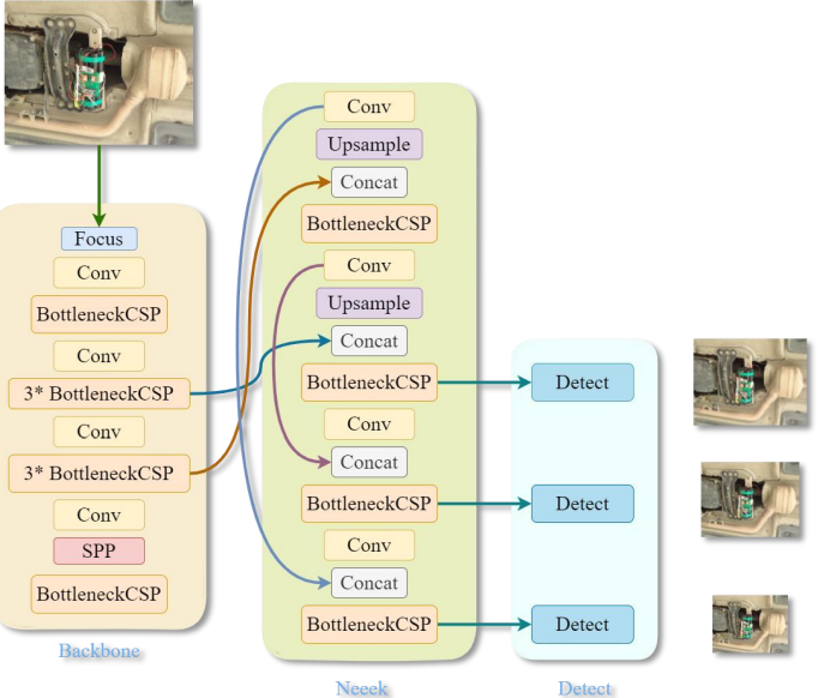 Focus
Conv
BottleneckCSP
Conv
3* BottleneckCSP
Conv
3* BottleneckCSP
Conv
SPP
BottleneckCSP
Backbone
Conv
Upsample
Concat
BottleneckCSP
Conv
Upsample
Concat
BottleneckCSP
Conv
Concat
BottleneckCSP
Conv
Concat
BottleneckCSP
Neeek
Detect
Detect
Detect
Detect